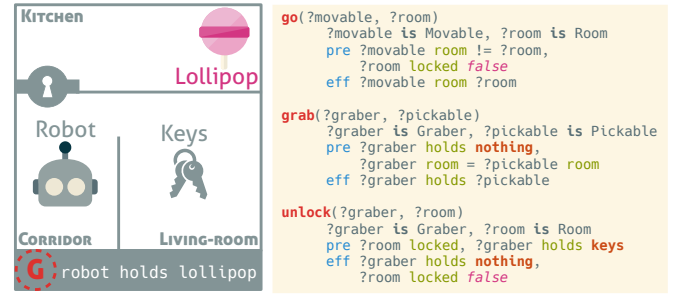 Kitchen
Lollipop
Robot
Keys
Corridor
Living-room
G robot holds lollipop
go(?movable, ?room)
?movable is Movable, ?room is Room
pre ?movable room != ?room,
?room locked false
eff ?movable room ?room
grab(?graber, ?pickable)
?graber is Graber, ?pickable is Pickable
pre ?graber holds nothing,
?graber room = ?pickable room
eff ?graber holds ?pickable
unlock(?graber, ?room)
?graber is Graber, ?room is Room
pre ?room locked, ?graber holds keys
eff ?graber holds nothing,
?room locked false